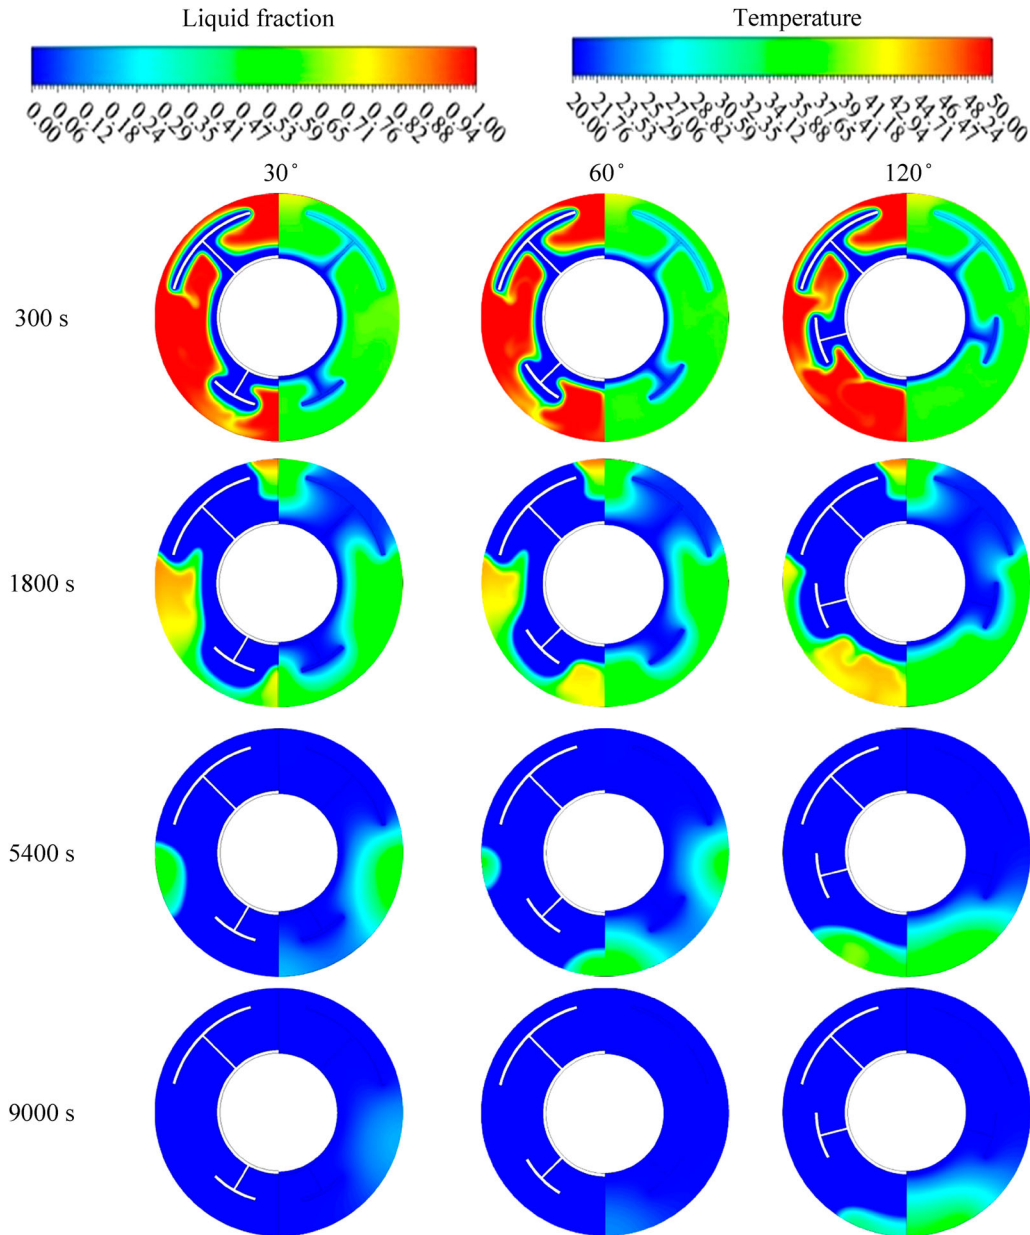 Liquid fraction
Temperature
0.00 0.06 0.12 0.18 0.24 0.29 0.35 0.41 0.47 0.53 0.59 0.65 0.71 0.76 0.82 0.88 0.94 1.00
20.00 21.76 23.53 25.29 27.06 28.82 30.59 32.35 34.12 35.88 37.65 39.41 41.18 42.94 44.71 46.47 48.24 50.00
30° 60° 120°
300 s
1800 s
5400 s
9000 s